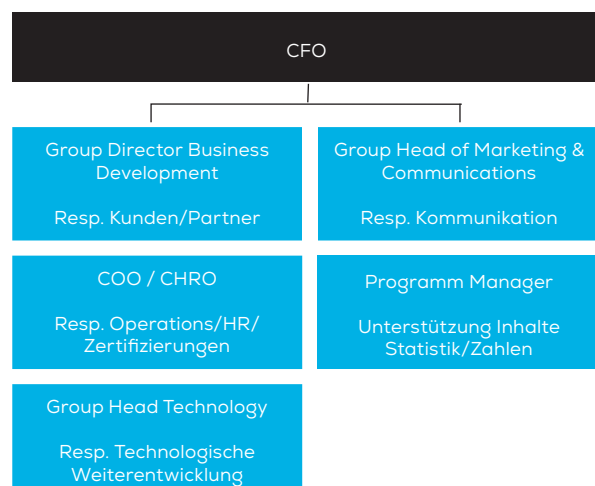 CFO
Group Director Business
Development
Resp. Kunden/Partner
Group Head of Marketing &
Communications
Resp. Kommunikation
COO / CHRO
Resp. Operations/HR/
Zertifizierungen
Programm Manager
Unterstützung Inhalte
Statistik/Zahlen
Group Head Technology
Resp. Technologische
Weiterentwicklung